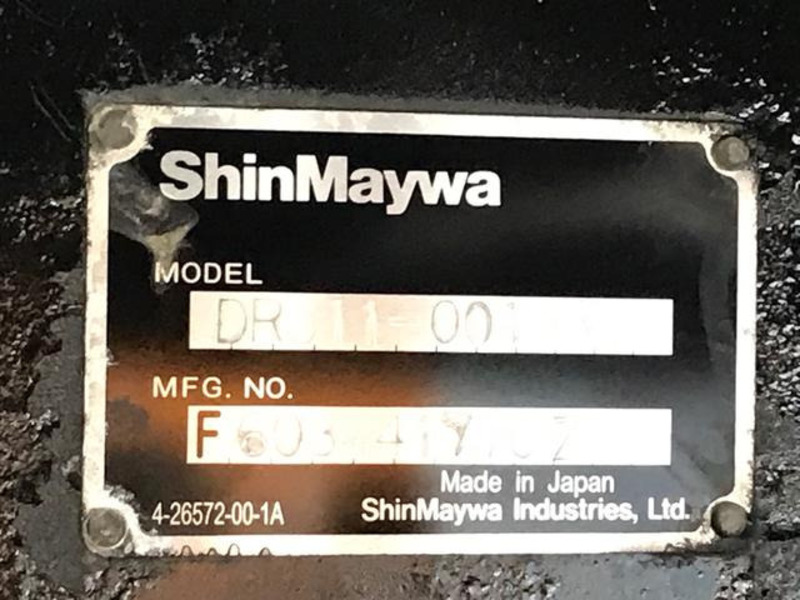 ShinMaywa
MODEL
MFG. NO.
Made in Japan
4-26572-00-1A ShinMaywa Industries, Ltd.